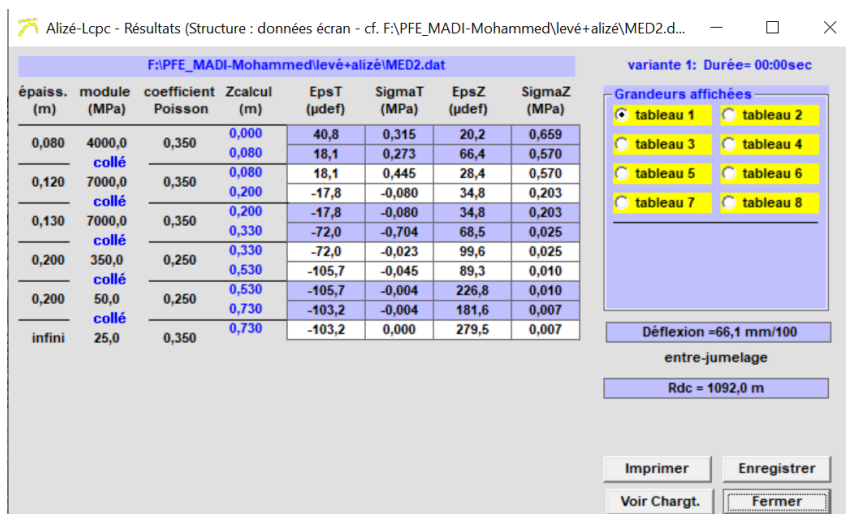 Alizé-Lcpc - Résultats (Structure : données écran - cf. F:\PFE_MADI-Mohammed\levé+alizé\MED2.d...
F:\PFE_MADI-Mohammed\levé+alizé\MED2.dat
variante 1: Durée= 00:00sec
épaiss. module coefficient Zcalcul EpsT SigmaT EpsZ SigmaZ
(m) (MPa) Poisson (m) (µdef) (MPa) (µdef) (MPa)
0,080 4000,0 0,350
0,000 40,8 0,315 20,2 0,659
0,080 18,1 0,273 66,4 0,570
collé
0,120 7000,0 0,350
0,080 18,1 0,445 28,4 0,570
0,200 -17,8 -0,080 34,8 0,203
collé
0,130 7000,0 0,350
0,200 -17,8 -0,080 34,8 0,203
0,330 -72,0 -0,704 68,5 0,025
collé
0,200 350,0 0,250
0,330 -72,0 -0,023 99,6 0,025
0,530 -105,7 -0,045 89,3 0,010
collé
0,200 50,0 0,250
0,530 -105,7 -0,004 226,8 0,010
0,730 -103,2 -0,004 181,6 0,007
collé
infini 25,0 0,350
0,730 -103,2 0,000 279,5 0,007
Grandeurs affichées
tableau 1 tableau 2
tableau 3 tableau 4
tableau 5 tableau 6
tableau 7 tableau 8
Déflexion =66,1 mm/100
entre-jumelage
Rdc = 1092,0 m
Imprimer Enregistrer
Voir Chargt. Fermer